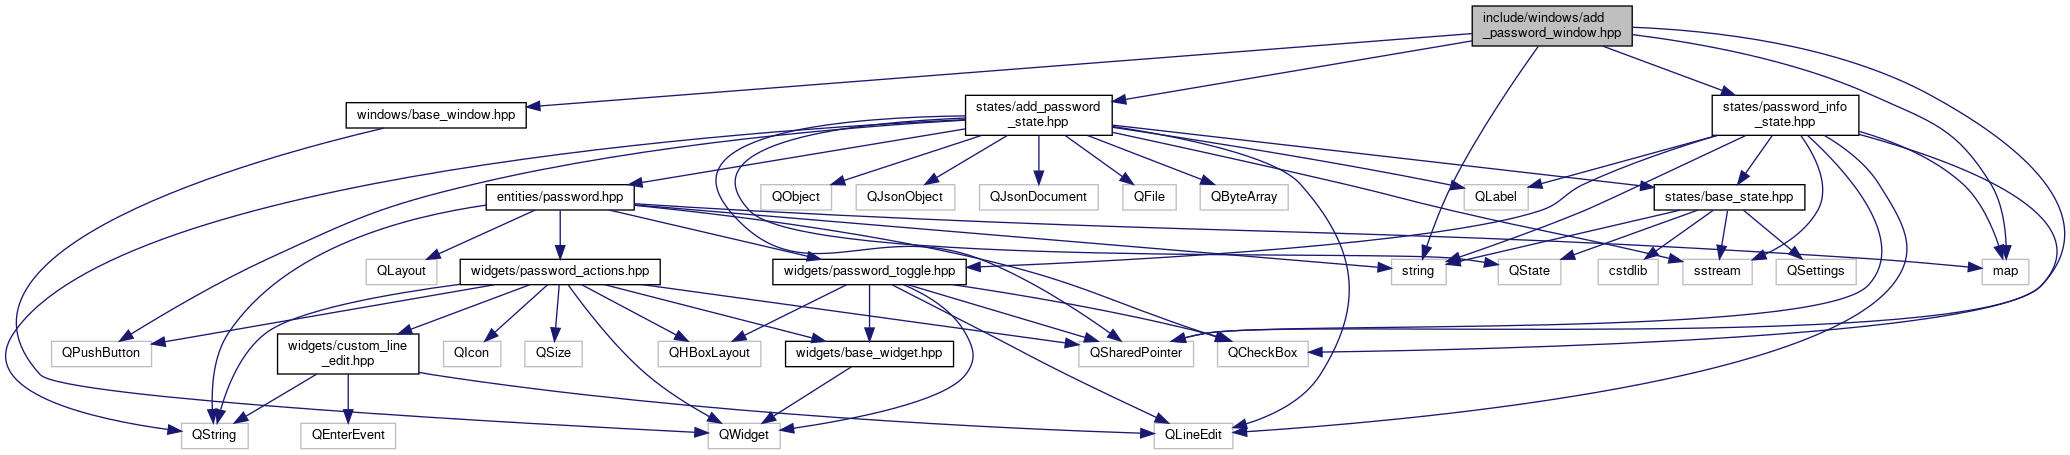 include/windows/add
_password_window.hpp
windows/base_window.hpp
states/add_password
_state.hpp
states/password_info
_state.hpp
entities/password.hpp
QObject
QJsonObject
QJsonDocument
QFile
QByteArray
QLabel
states/base_state.hpp
QLayout
widgets/password_actions.hpp
widgets/password_toggle.hpp
string
QState
cstdlib
sstream
QSettings
map
QPushButton
widgets/custom_line
_edit.hpp
QIcon
QSize
QHBoxLayout
widgets/base_widget.hpp
QSharedPointer
QCheckBox
QString
QEnterEvent
QWidget
QLineEdit